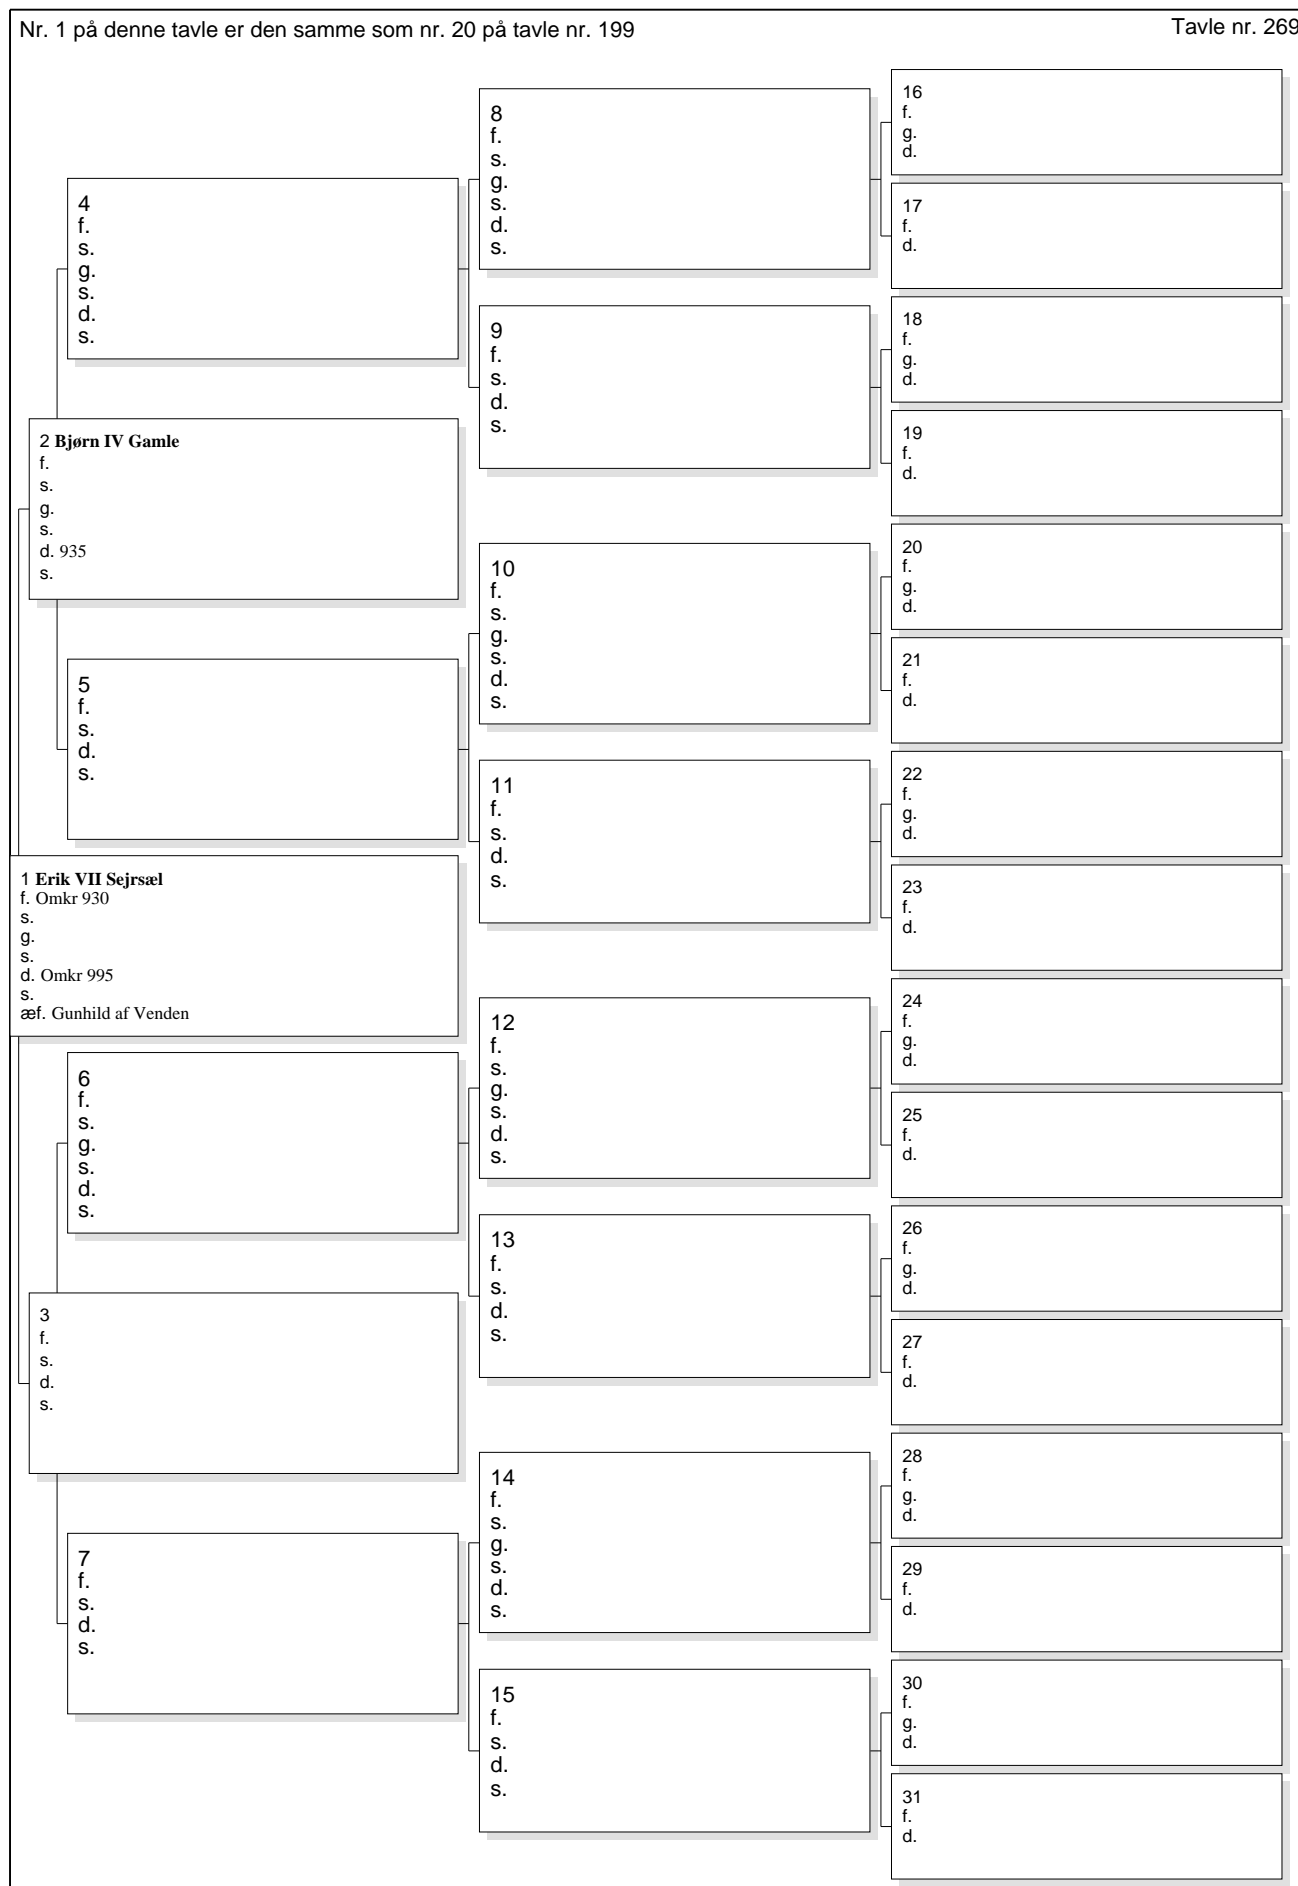 Nr. 1 på denne tavle er den samme som nr. 20 på tavle nr. 199
Tavle nr. 269
4
f.
s.
g.
s.
d.
s.
2 Bjørn IV Gamle
f.
s.
g.
s.
d. 935
s.
5
f.
s.
d.
s.
1 Erik VII Sejrsæl
f. Omkr 930
s.
g.
s.
d. Omkr 995
s.
æf. Gunhild af Venden
6
f.
s.
g.
s.
d.
s.
3
f.
s.
d.
s.
7
f.
s.
d.
s.
8
f.
s.
g.
s.
d.
s.
9
f.
s.
d.
s.
10
f.
s.
g.
s.
d.
s.
11
f.
s.
d.
s.
12
f.
s.
g.
s.
d.
s.
13
f.
s.
d.
s.
14
f.
s.
g.
s.
d.
s.
15
f.
s.
d.
s.
16
f.
g.
d.
17
f.
d.
18
f.
g.
d.
19
f.
d.
20
f.
g.
d.
21
f.
d.
22
f.
g.
d.
23
f.
d.
24
f.
g.
d.
25
f.
d.
26
f.
g.
d.
27
f.
d.
28
f.
g.
d.
29
f.
d.
30
f.
g.
d.
31
f.
d.